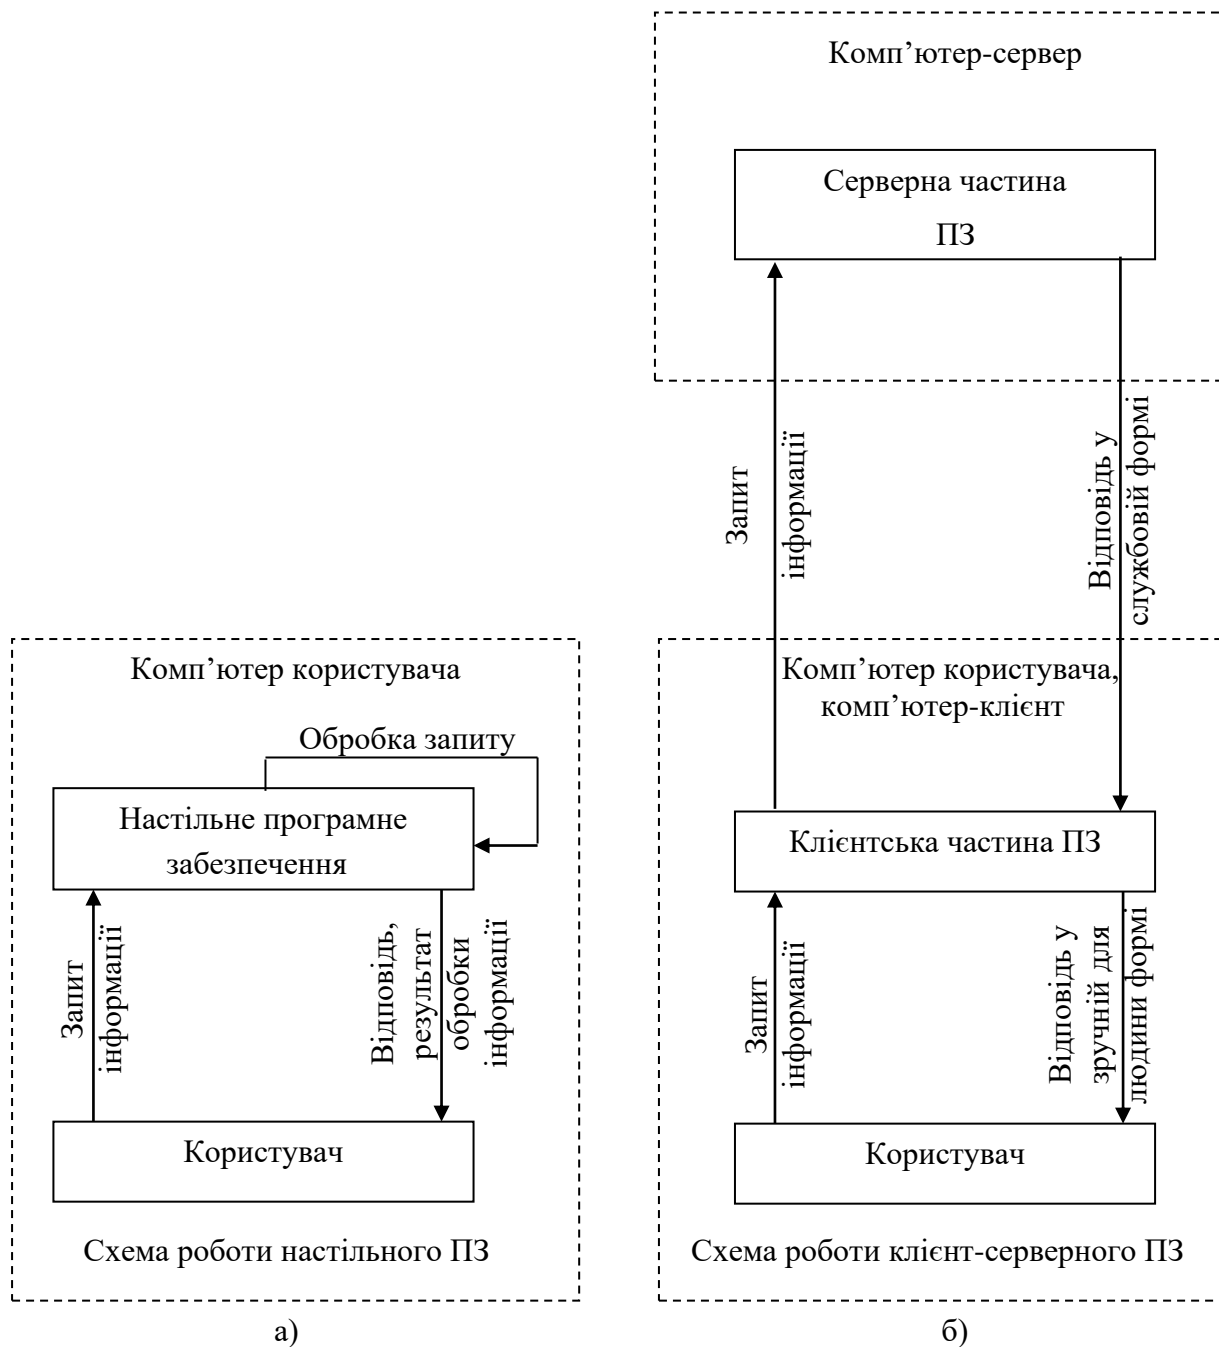 Комп’ютер-сервер
Серверна частина
ПЗ
Запит
інформації
Відповідь у
службовій формі
Комп’ютер користувача
Обробка запиту
Настільне програмне
забезпечення
Запит
інформації
Відповідь,
результат
обробки
інформації
Користувач
Схема роботи настільного ПЗ
а)
Комп’ютер користувача,
комп’ютер-клієнт
Клієнтська частина ПЗ
Запит
інформації
Відповідь у
зручній для
людини формі
Користувач
Схема роботи клієнт-серверного ПЗ
б)